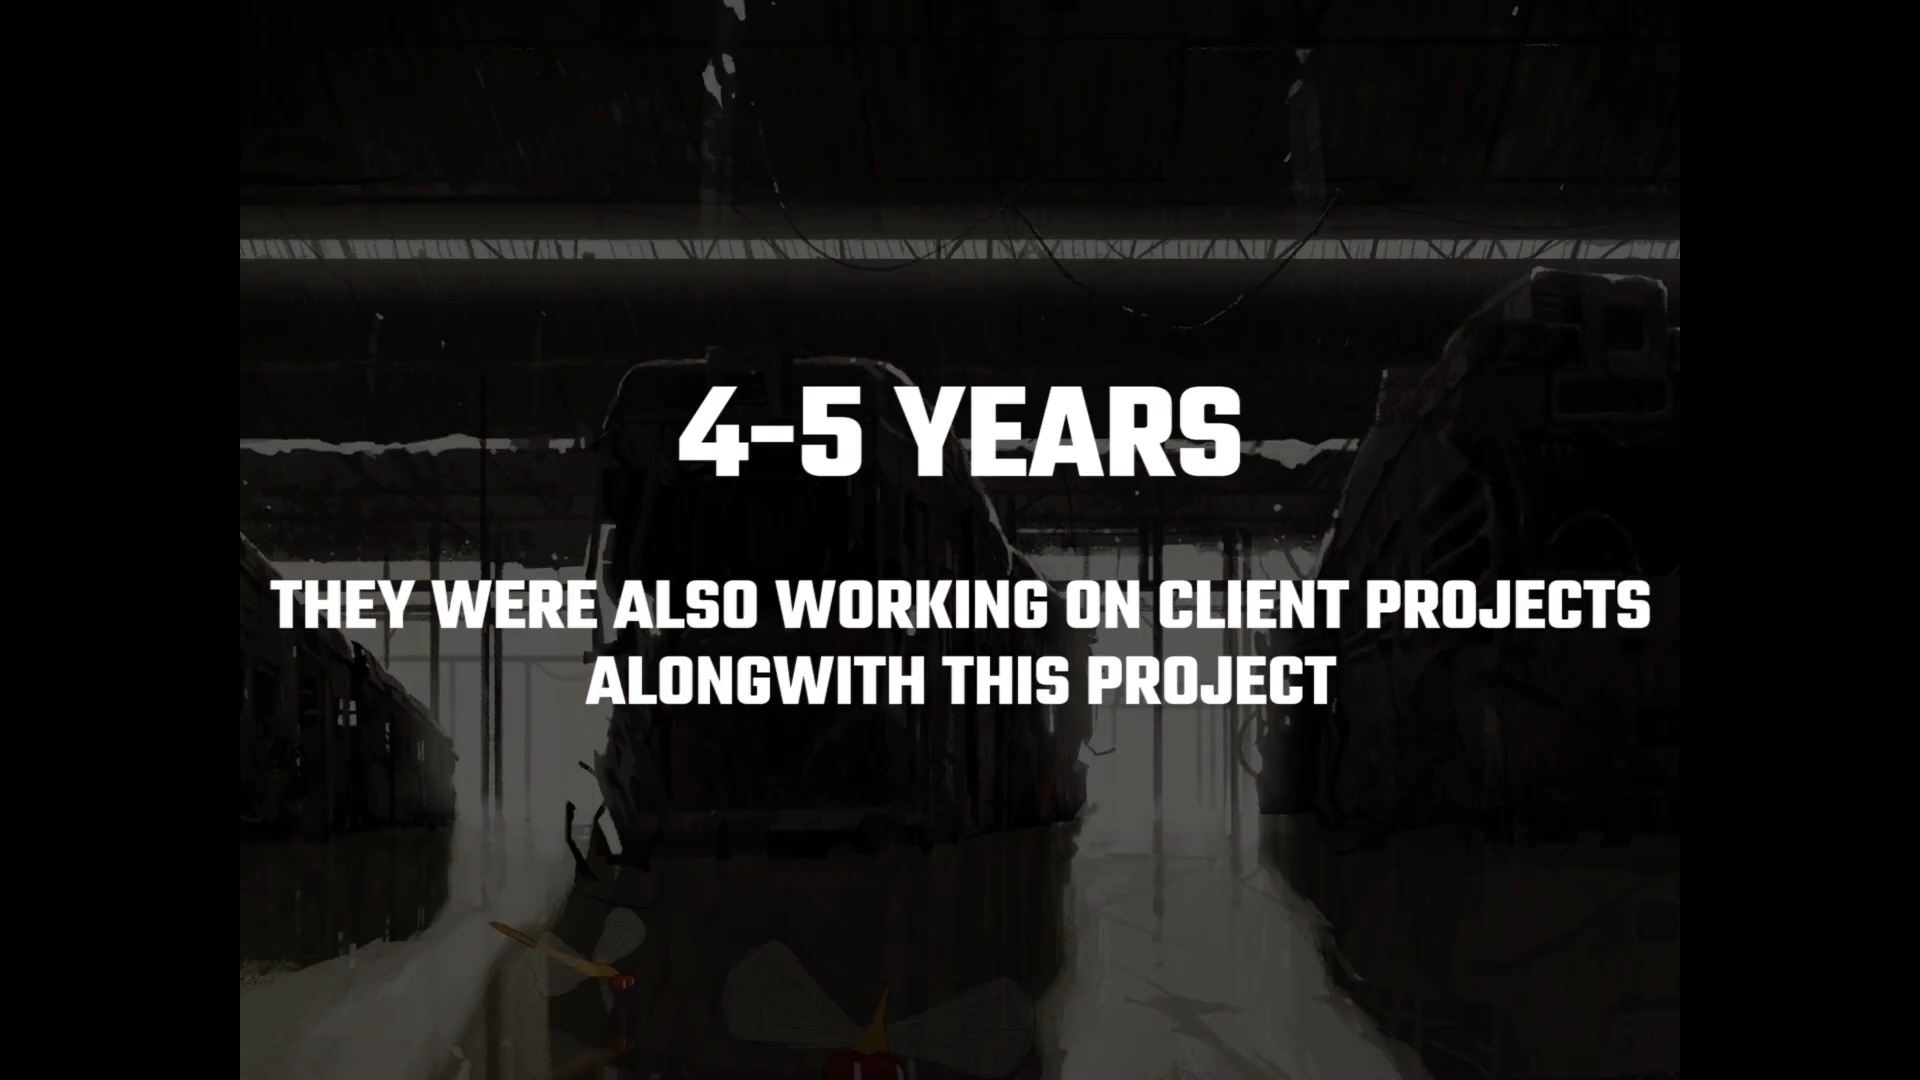 4-5 YEARS
THEY WERE ALSO WORKING ON CLIENT PROJECTS
ALONGWITH THIS PROJECT